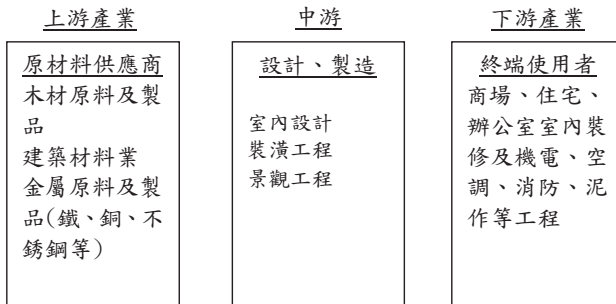 上游產業
原材料供應商
木材原料及製
品
建築材料業
金屬原料及製
品(鐵、銅、不
銹鋼等)
中游
設計、製造
室內設計
裝潢工程
景觀工程
下游產業
終端使用者
商場、住宅、
辦公室室內裝
修及機電、空
調、消防、泥
作等工程